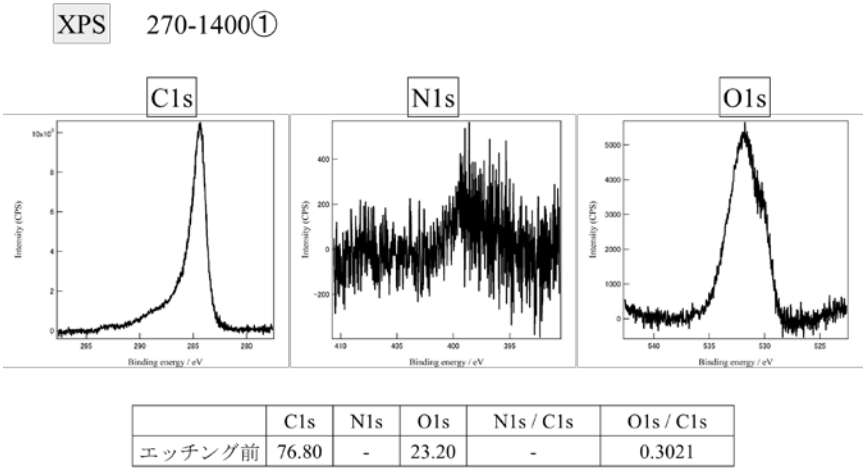 XPS 270-1400①
C1s N1s O1s
10x10³
8
6
4
2
0
Intensity (CPS)
295 290 285 280
Binding energy / eV
400
200
0
-200
Intensity (CPS)
410 405 400 395
Binding energy / eV
5000
4000
3000
2000
1000
0
Intensity (CPS)
540 535 530 525
Binding energy / eV
C1s N1s O1s N1s / C1s O1s / C1s
エッチング前 76.80 - 23.20 - 0.3021